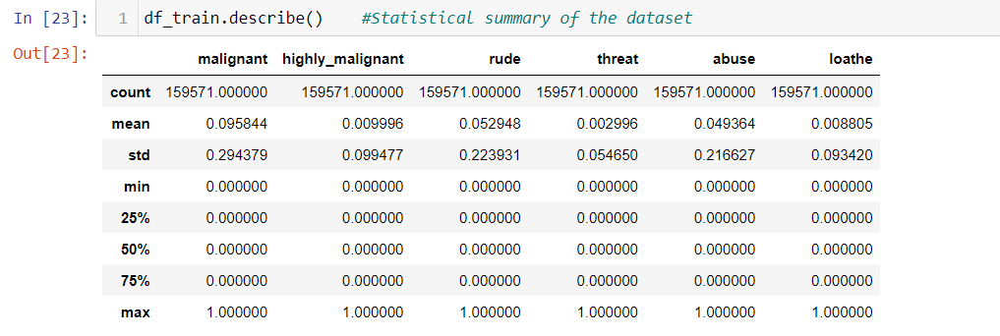 In [23]: 1 df_train.describe() #Statistical summary of the dataset
Out[23]:
malignant highly_malignant rude threat abuse loathe
count 159571.000000 159571.000000 159571.000000 159571.000000 159571.000000 159571.000000
mean 0.095844 0.009996 0.052948 0.002996 0.049364 0.008805
std 0.294379 0.099477 0.223931 0.054650 0.216627 0.093420
min 0.000000 0.000000 0.000000 0.000000 0.000000 0.000000
25% 0.000000 0.000000 0.000000 0.000000 0.000000 0.000000
50% 0.000000 0.000000 0.000000 0.000000 0.000000 0.000000
75% 0.000000 0.000000 0.000000 0.000000 0.000000 0.000000
max 1.000000 1.000000 1.000000 1.000000 1.000000 1.000000